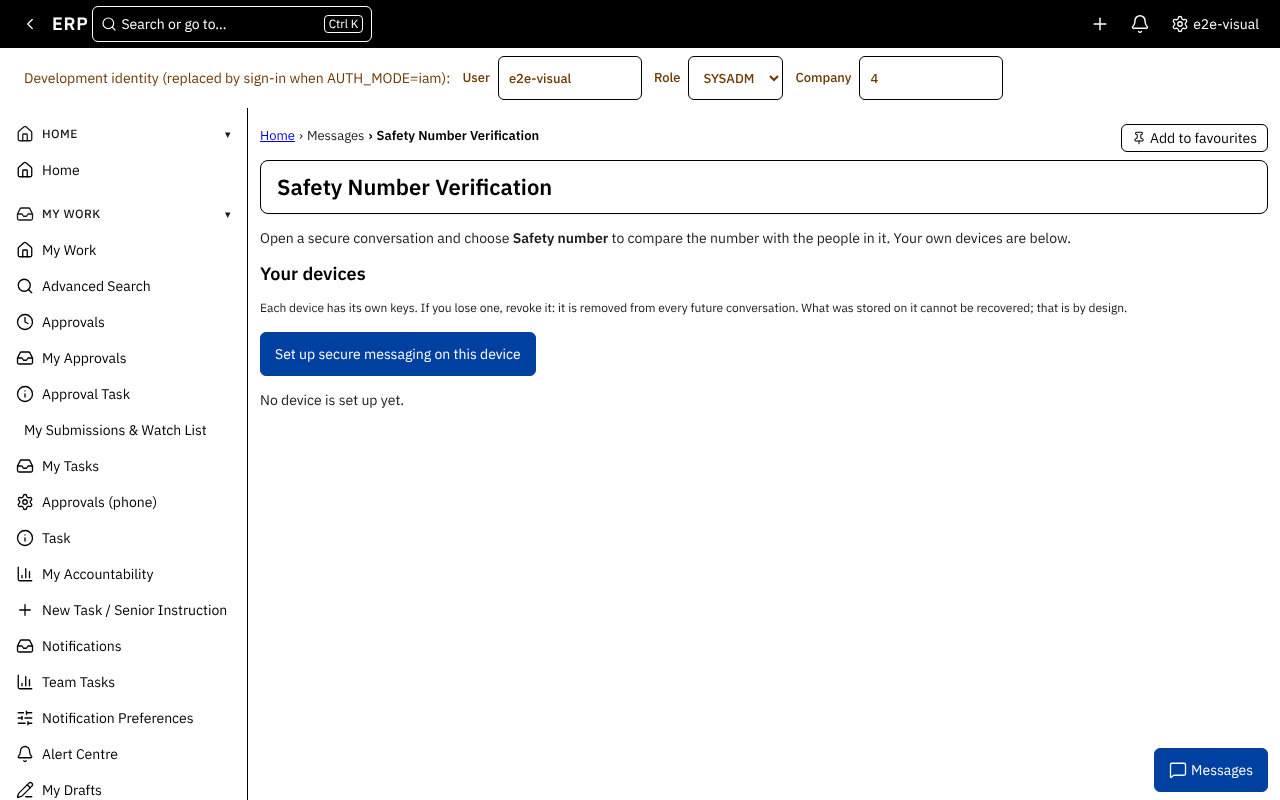 ERP
Search or go to...
Ctrl K
e2e-visual
Development identity (replaced by sign-in when AUTH_MODE=iam):
User
e2e-visual
Role
SYSADM
Company
4
HOME
Home
MY WORK
My Work
Advanced Search
Approvals
My Approvals
Approval Task
My Submissions & Watch List
My Tasks
Approvals (phone)
Task
My Accountability
New Task / Senior Instruction
Notifications
Team Tasks
Notification Preferences
Alert Centre
My Drafts
Home › Messages › Safety Number Verification
Add to favourites
Safety Number Verification
Open a secure conversation and choose Safety number to compare the number with the people in it. Your own devices are below.
Your devices
Each device has its own keys. If you lose one, revoke it: it is removed from every future conversation. What was stored on it cannot be recovered; that is by design.
Set up secure messaging on this device
No device is set up yet.
Messages